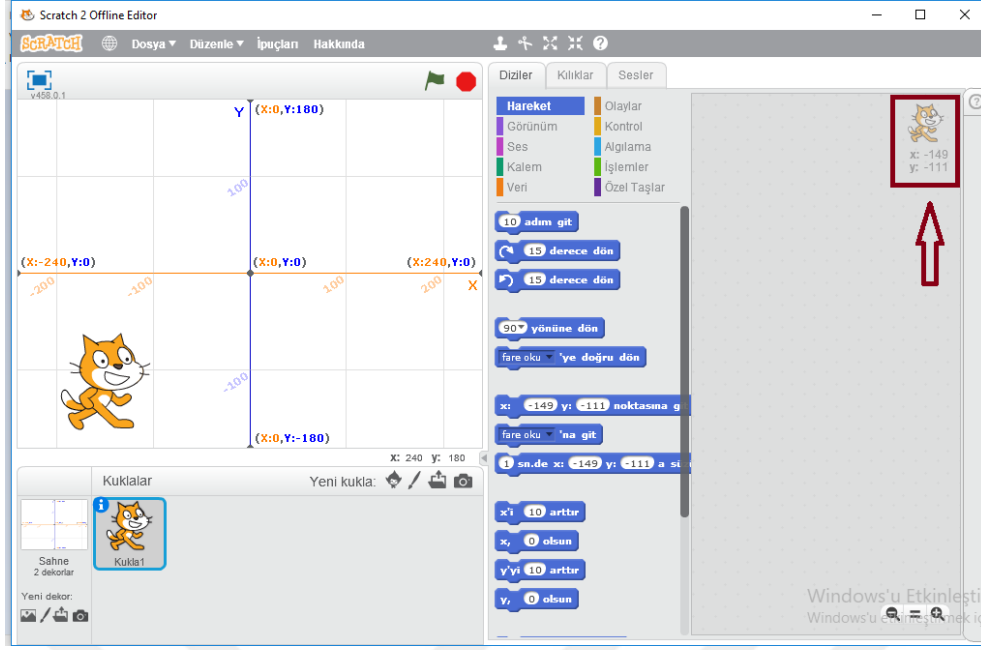 Scratch 2 Offline Editor
SCRATCH Dosya Düzenle İpuçları Hakkında
v458.0.1
Y (X:0,Y:180)
100
(X:-240,Y:0) (X:0,Y:0) (X:240,Y:0)
-200 -100 100 200 X
-100
(X:0,Y:-180)
X: 240 y: 180
Kuklalar Yeni kukla:
Sahne
2 dekorlar
Kukla1
Yeni dekor:
Diziler Kılıklar Sesler
Hareket Olaylar
Görünüm Kontrol
Ses Algılama
Kalem İşlemler
Veri Özel Taşlar
10 adım git
15 derece dön
15 derece dön
90 yönüne dön
fare oku 'ye doğru dön
x: -149 y: -111 noktasına g
fare oku 'na git
1 sn.de x: -149 y: -111 a sü
x'i 10 arttır
x, 0 olsun
y'yi 10 arttır
y, 0 olsun
x: -149
y: -111
Windows'u Etkinleşti
Windows'u etkinleştirmek iç